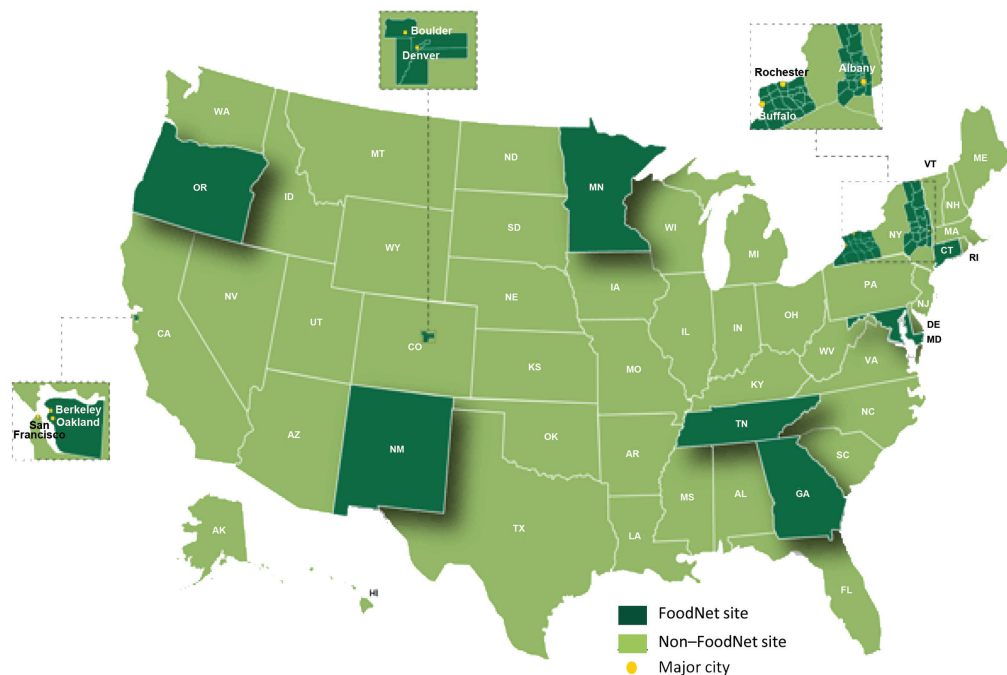 Boulder
Denver
Rochester
Albany
Buffalo
WA
MT
ND
MN
VT
ME
OR
ID
SD
WI
NH
NY
MA
WY
MI
CT
RI
NV
NE
IA
PA
NJ
CA
UT
CO
IL
IN
OH
DE
MD
KS
MO
WV
VA
KY
Berkeley
Oakland
San
Francisco
AZ
NM
OK
AR
TN
NC
SC
MS
AL
GA
TX
LA
AK
HI
FL
FoodNet site
Non–FoodNet site
Major city